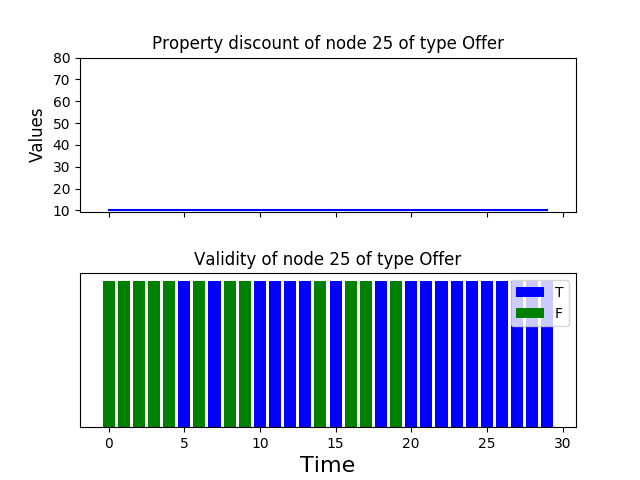 Property discount of node 25 of type Offer
80
70
60
50
40
30
20
10
Values
Validity of node 25 of type Offer
T
F
0 5 10 15 20 25 30
Time